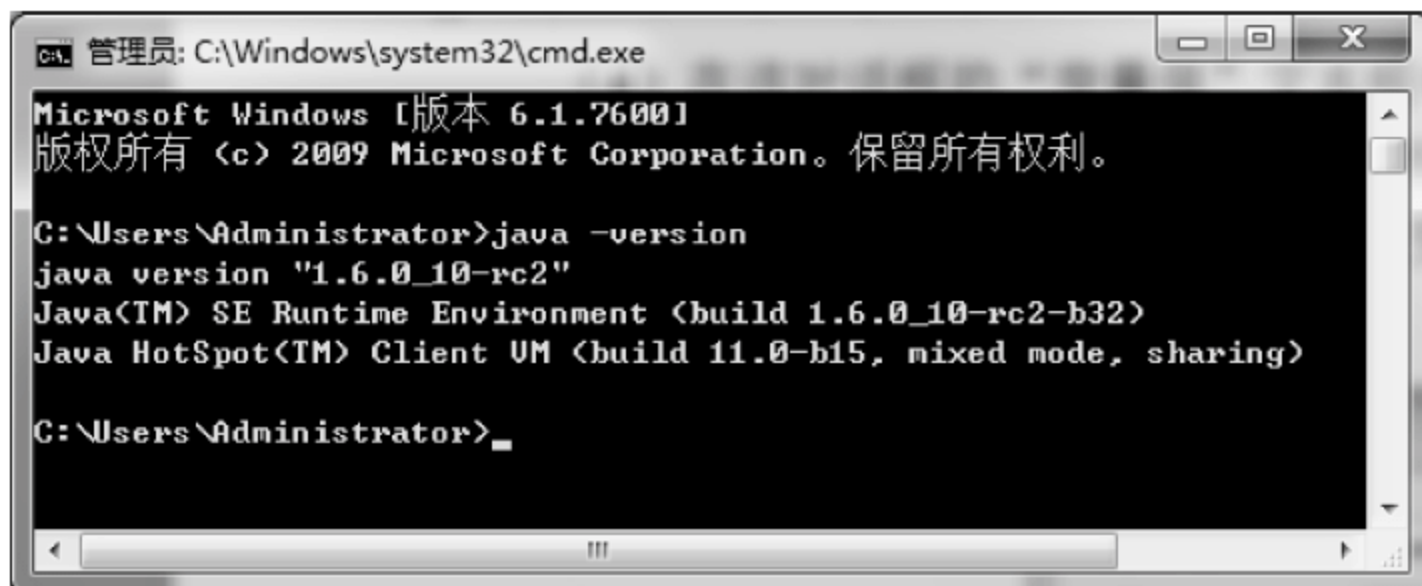 管理员: C:\Windows\system32\cmd.exe
Microsoft Windows [版本 6.1.7600]
版权所有 (c) 2009 Microsoft Corporation。保留所有权利。
C:\Users\Administrator>java -version
java version "1.6.0_10-rc2"
Java(TM) SE Runtime Environment (build 1.6.0_10-rc2-b32)
Java HotSpot(TM) Client VM (build 11.0-b15, mixed mode, sharing)
C:\Users\Administrator>_